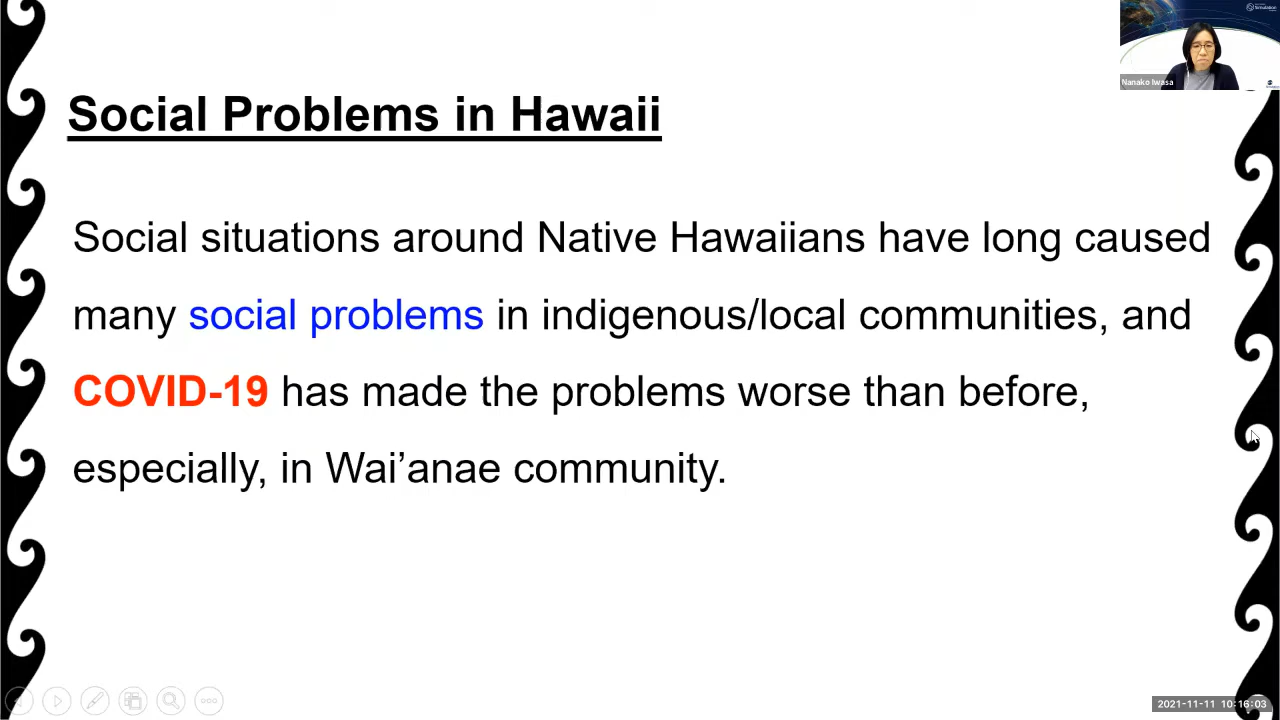 Simulation
Nanako Iwasa
Social Problems in Hawaii
Social situations around Native Hawaiians have long caused
many social problems in indigenous/local communities, and
COVID-19 has made the problems worse than before,
especially, in Wai’anae community.
2021-11-11 10:16:03